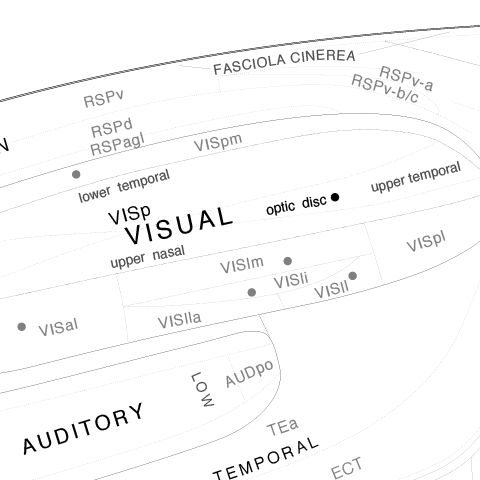 FASCIOLA CINEREA
RSPv-a
RSPv-b/c
RSPv
RSPd
RSPagl
N
VISpm
lower temporal
upper temporal
optic disc
VISp
VISUAL
upper nasal
VISpl
VISlm
VISli
VISll
VISlla
VISal
LOW
AUDpo
AUDITORY
TEa
TEMPORAL
ECT